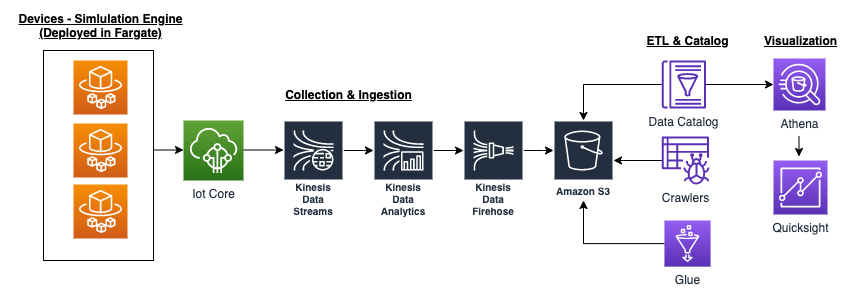 Devices - Simlulation Engine
(Deployed in Fargate)
Iot Core
Collection & Ingestion
Kinesis
Data
Streams
Kinesis
Data
Analytics
Kinesis
Data
Firehose
Amazon S3
ETL & Catalog
Data Catalog
Crawlers
Glue
Visualization
Athena
Quicksight